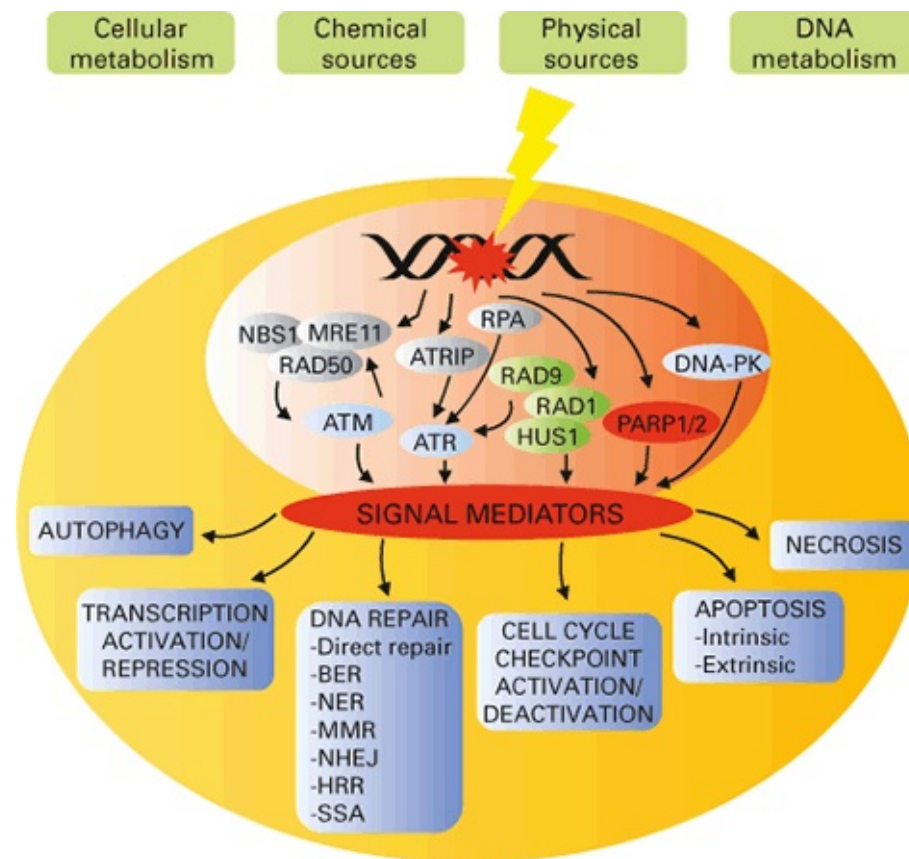 Cellular
metabolism
Chemical
sources
Physical
sources
DNA
metabolism
NBS1
MRE11
RAD50
ATM
ATRIP
RPA
ATR
RAD9
RAD1
HUS1
PARP1/2
DNA-PK
SIGNAL MEDIATORS
AUTOPHAGY
NECROSIS
TRANSCRIPTION
ACTIVATION/
REPRESSION
DNA REPAIR
-Direct repair
-BER
-NER
-MMR
-NHEJ
-HRR
-SSA
CELL CYCLE
CHECKPOINT
ACTIVATION/
DEACTIVATION
APOPTOSIS
-Intrinsic
-Extrinsic